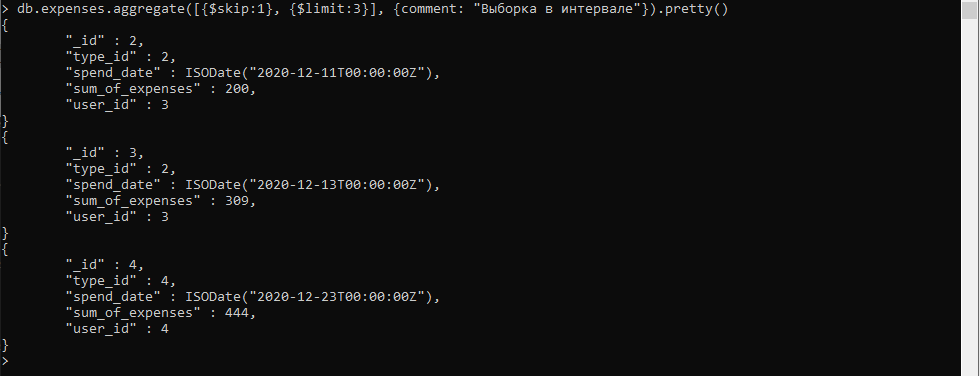 > db.expenses.aggregate([{$skip:1}, {$limit:3}], {comment: "Выборка в интервале"}).pretty()
{
"_id" : 2,
"type_id" : 2,
"spend_date" : ISODate("2020-12-11T00:00:00Z"),
"sum_of_expenses" : 200,
"user_id" : 3
}
{
"_id" : 3,
"type_id" : 2,
"spend_date" : ISODate("2020-12-13T00:00:00Z"),
"sum_of_expenses" : 309,
"user_id" : 3
}
{
"_id" : 4,
"type_id" : 4,
"spend_date" : ISODate("2020-12-23T00:00:00Z"),
"sum_of_expenses" : 444,
"user_id" : 4
}
>